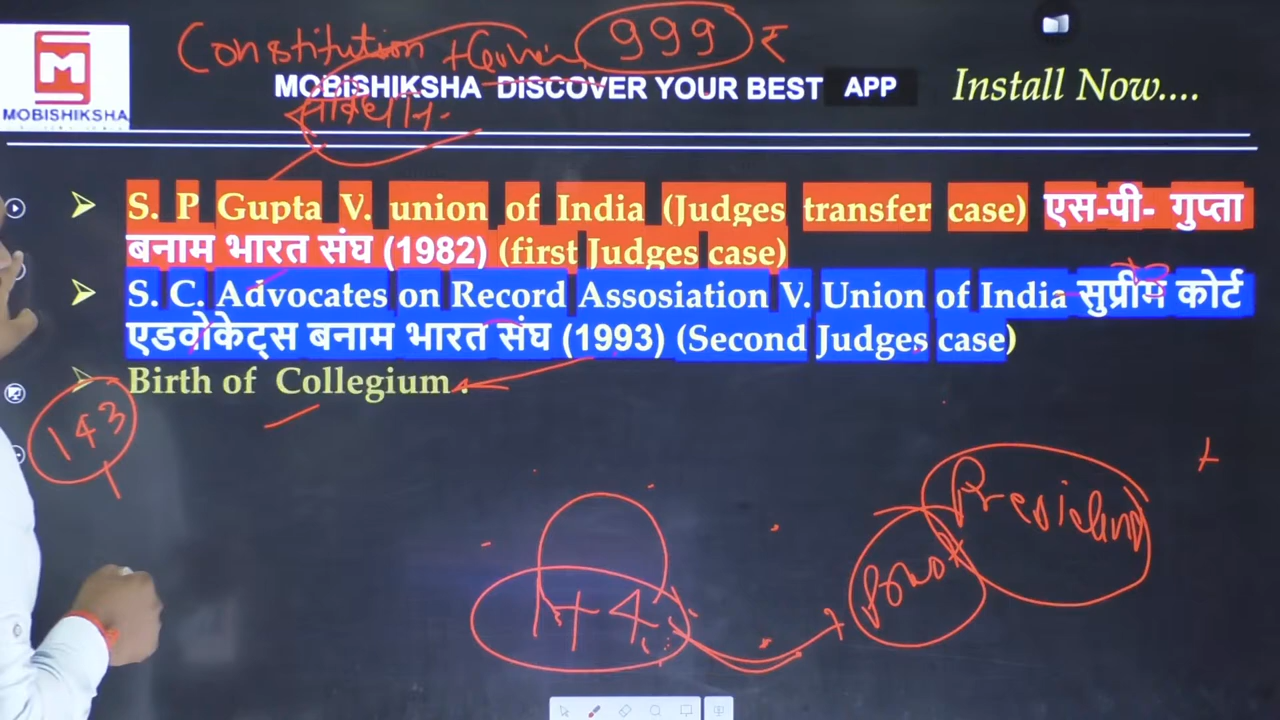 Constitution + 999 ₹
MOBISHIKSHA DISCOVER YOUR BEST APP
Install Now....
M
MOBISHIKSHA
S. P Gupta V. union of India (Judges transfer case) एस-पी- गुप्ता
बनाम भारत संघ (1982) (first Judges case)
S. C. Advocates on Record Assosiation V. Union of India सुप्रीम कोर्ट
एडवोकेट्स बनाम भारत संघ (1993) (Second Judges case)
Birth of Collegium .
143
1+4
President